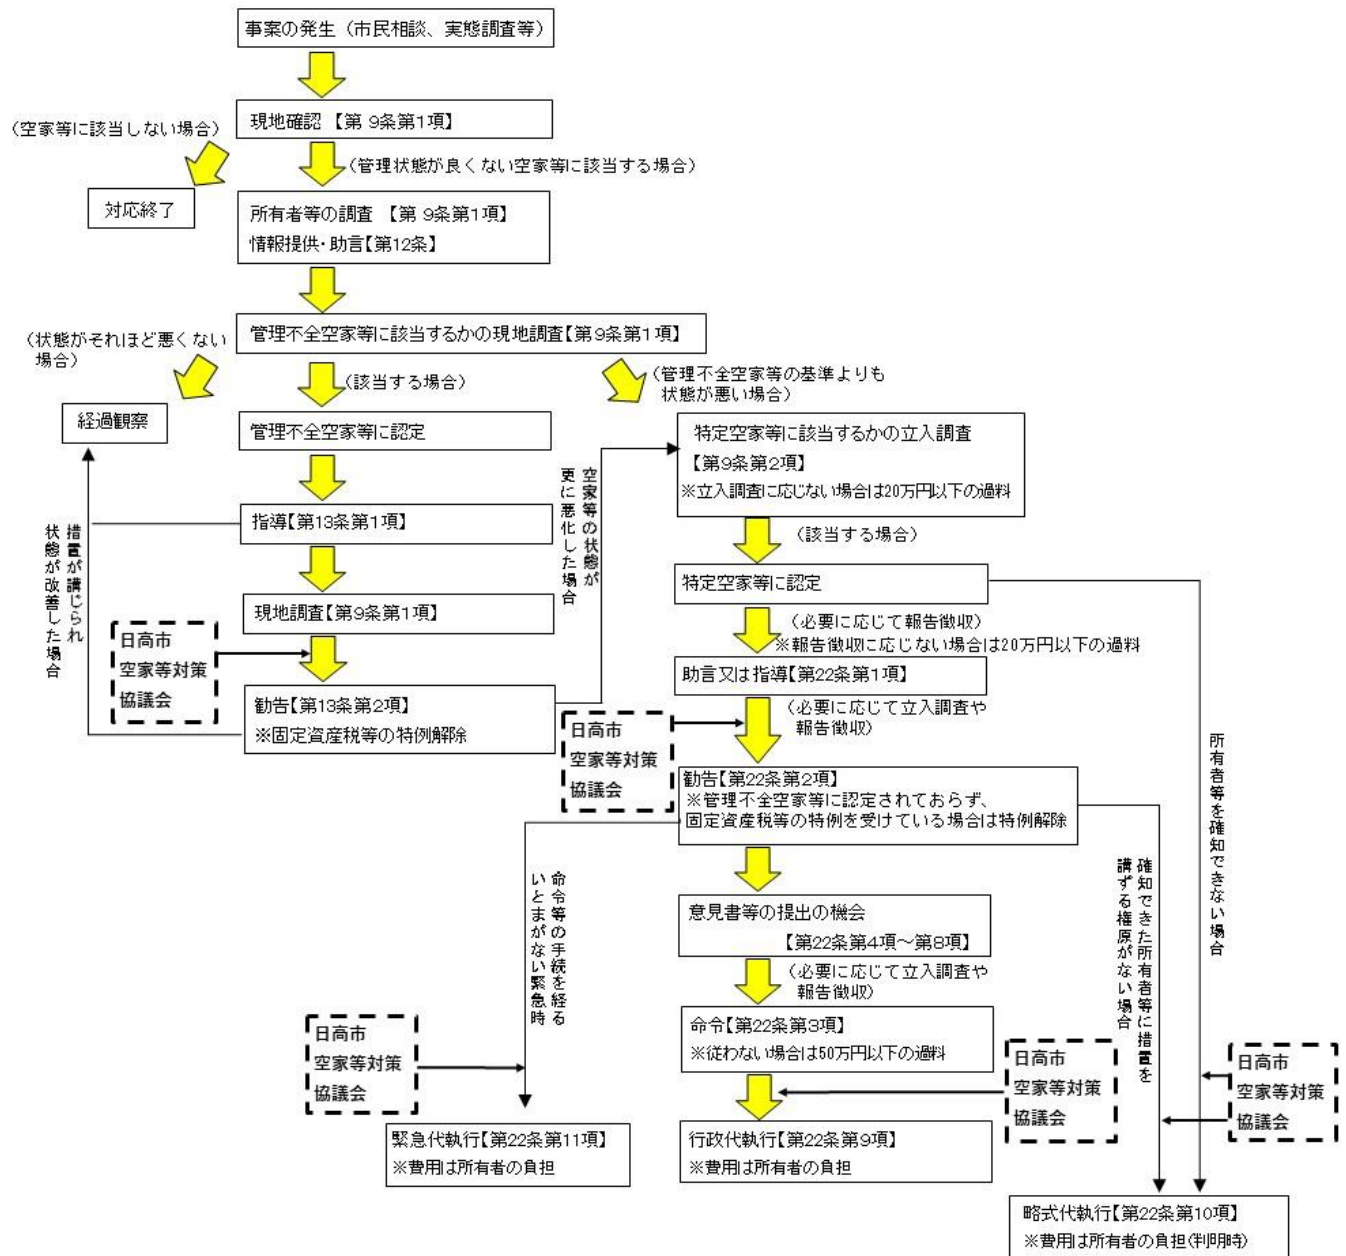 事案の発生（市民相談、実態調査等）
現地確認 【第 9条第1項】
（空家等に該当しない場合）
（管理状態が良くない空家等に該当する場合）
対応終了
所有者等の調査 【第 9条第1項】
情報提供・助言【第12条】
管理不全空家等に該当するかの現地調査【第9条第1項】
（状態がそれほど悪くない
場合）
（該当する場合）
（管理不全空家等の基準よりも
状態が悪い場合）
経過観察
管理不全空家等に認定
特定空家等に該当するかの立入調査
【第9条第2項】
※立入調査に応じない場合は20万円以下の過料
空家等の状態が
更に悪化した場合
指導【第13条第1項】
措置が講じられ
状態が改善した場合
（該当する場合）
特定空家等に認定
現地調査【第9条第1項】
（必要に応じて報告徴収）
※報告徴収に応じない場合は20万円以下の過料
日高市
空家等対策
協議会
助言又は指導【第22条第1項】
勧告【第13条第2項】
※固定資産税等の特例解除
（必要に応じて立入調査や
報告徴収）
日高市
空家等対策
協議会
所有者等を確知できない場合
勧告【第22条第2項】
※管理不全空家等に認定されておらず、
固定資産税等の特例を受けている場合は特例解除
確知できた所有者等に措置を
講ずる権原がない場合
命令等の手続を経る
いとまがない緊急時
意見書等の提出の機会
【第22条第4項～第8項】
（必要に応じて立入調査や
報告徴収）
命令【第22条第3項】
※従わない場合は50万円以下の過料
日高市
空家等対策
協議会
日高市
空家等対策
協議会
日高市
空家等対策
協議会
緊急代執行【第22条第11項】
※費用は所有者の負担
行政代執行【第22条第9項】
※費用は所有者の負担
略式代執行【第22条第10項】
※費用は所有者の負担(判明時)